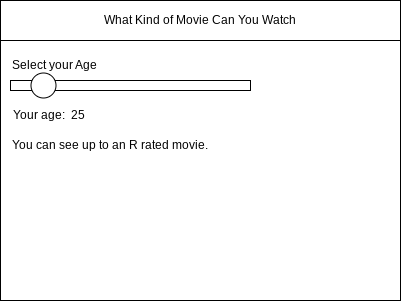 What Kind of Movie Can You Watch
Select your Age
Your age: 25
You can see up to an R rated movie.